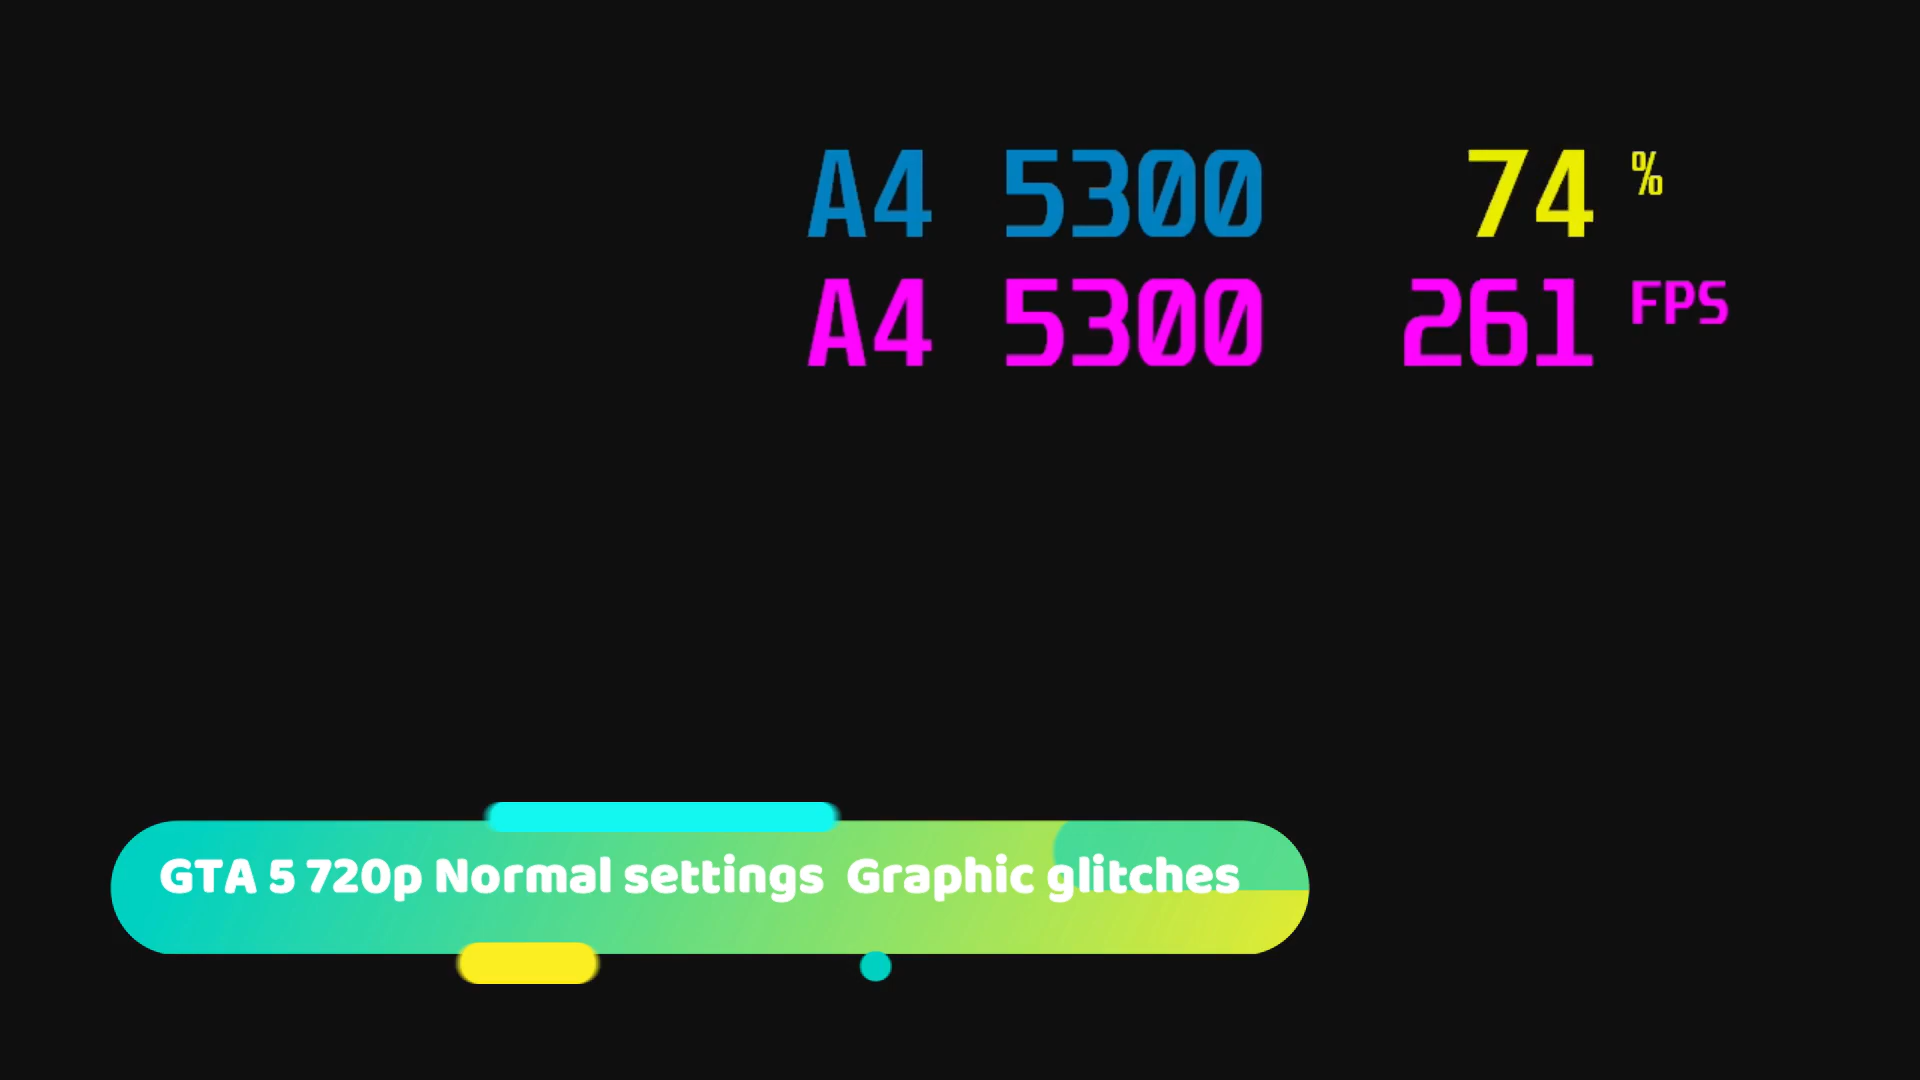 A4 5300 74 %
A4 5300 261 FPS
GTA 5 720p Normal settings  Graphic glitches